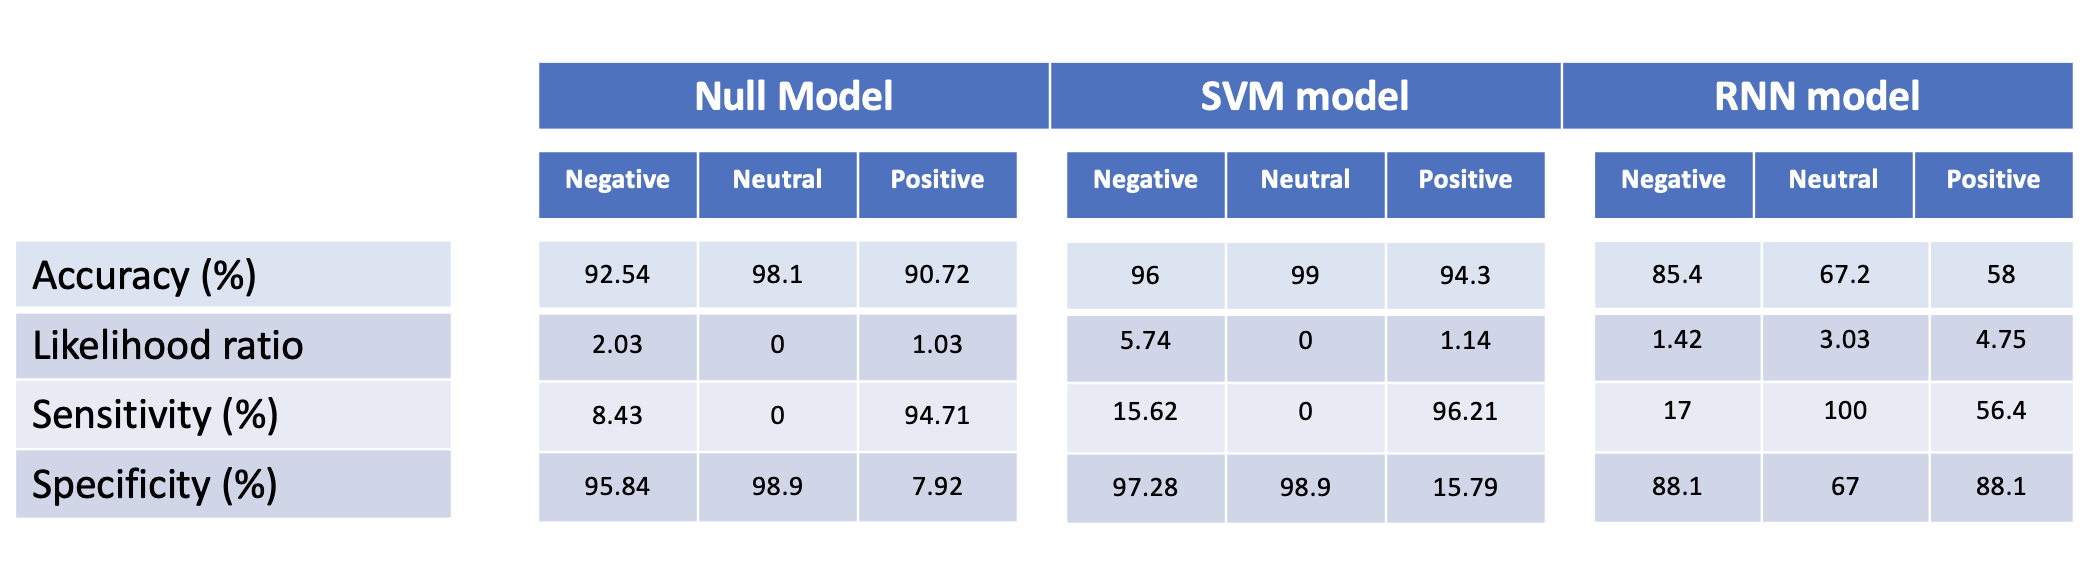 Null Model SVM model RNN model
Negative Neutral Positive Negative Neutral Positive Negative Neutral Positive
Accuracy (%) 92.54 98.1 90.72 96 99 94.3 85.4 67.2 58
Likelihood ratio 2.03 0 1.03 5.74 0 1.14 1.42 3.03 4.75
Sensitivity (%) 8.43 0 94.71 15.62 0 96.21 17 100 56.4
Specificity (%) 95.84 98.9 7.92 97.28 98.9 15.79 88.1 67 88.1